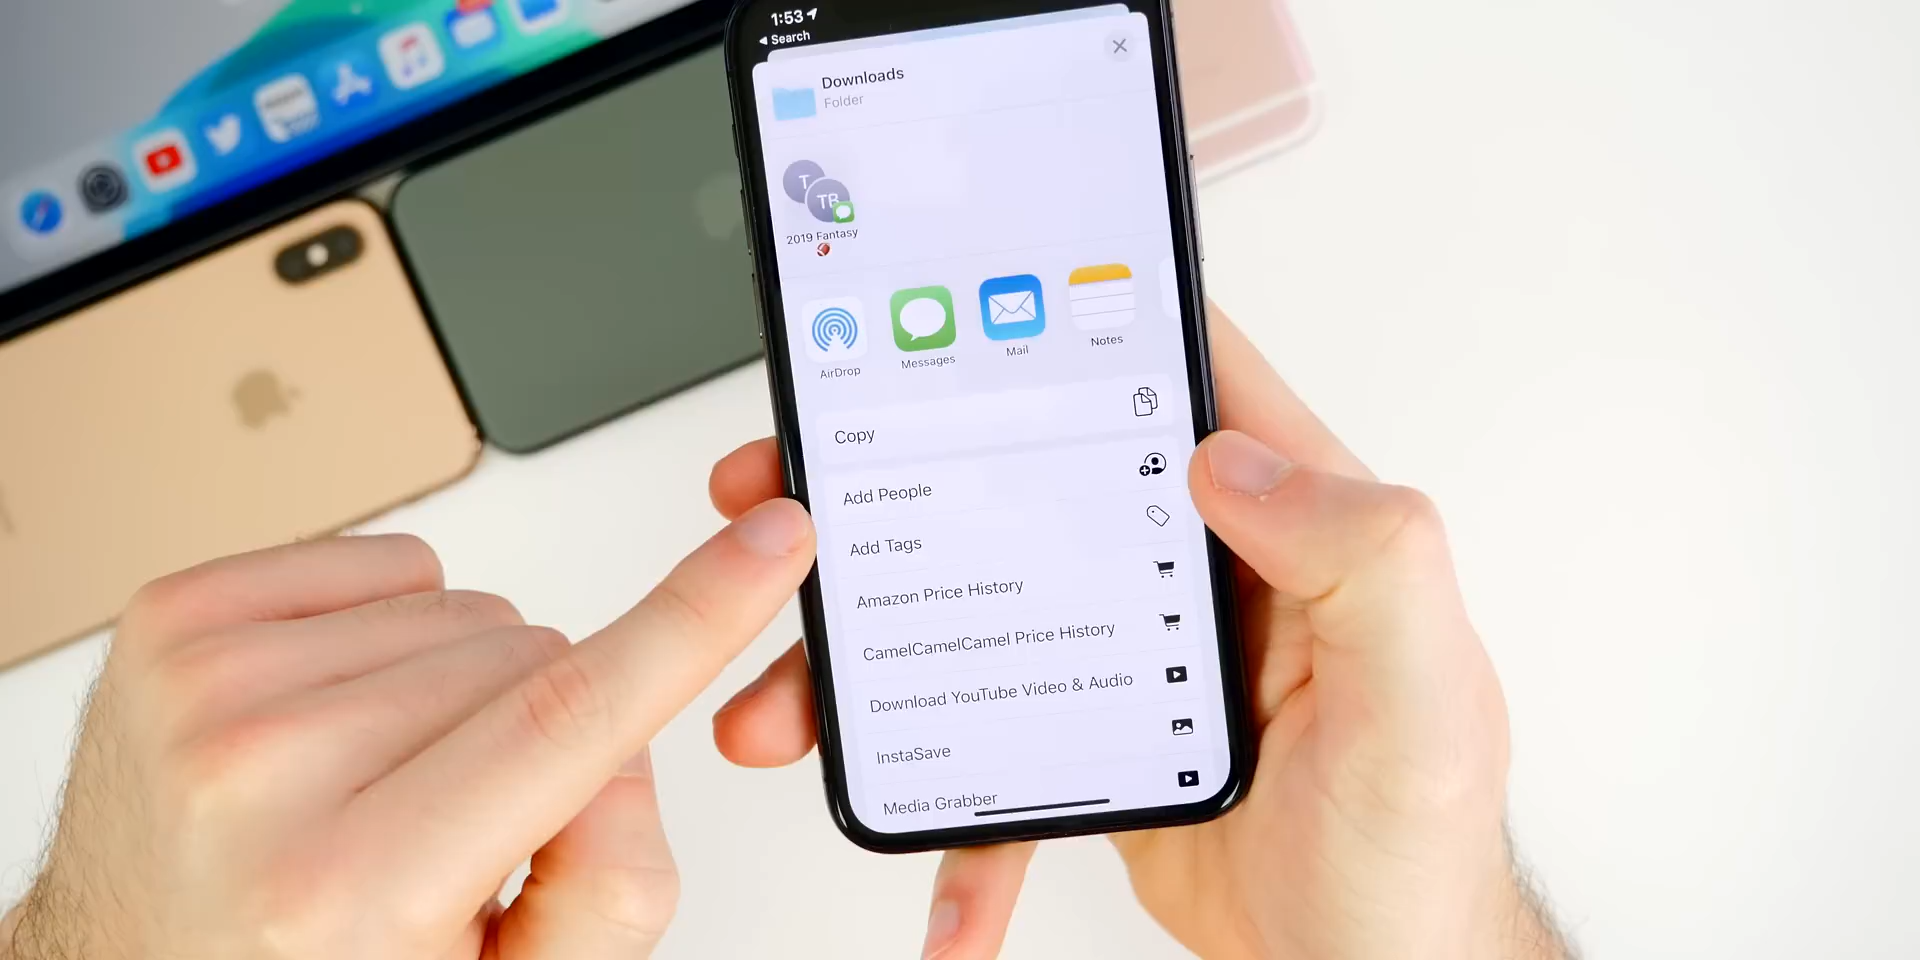 1:53
Search
Downloads
Folder
T
TB
2019 Fantasy
AirDrop
Messages
Mail
Notes
Copy
Add People
Add Tags
Amazon Price History
CamelCamelCamel Price History
Download YouTube Video & Audio
InstaSave
Media Grabber